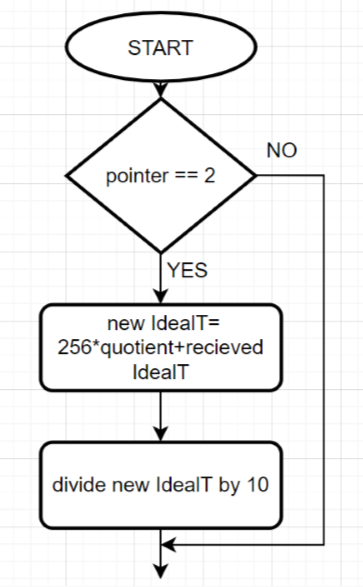 START
NO
pointer == 2
YES
new IdealT=
256*quotient+recieved
IdealT
divide new IdealT by 10